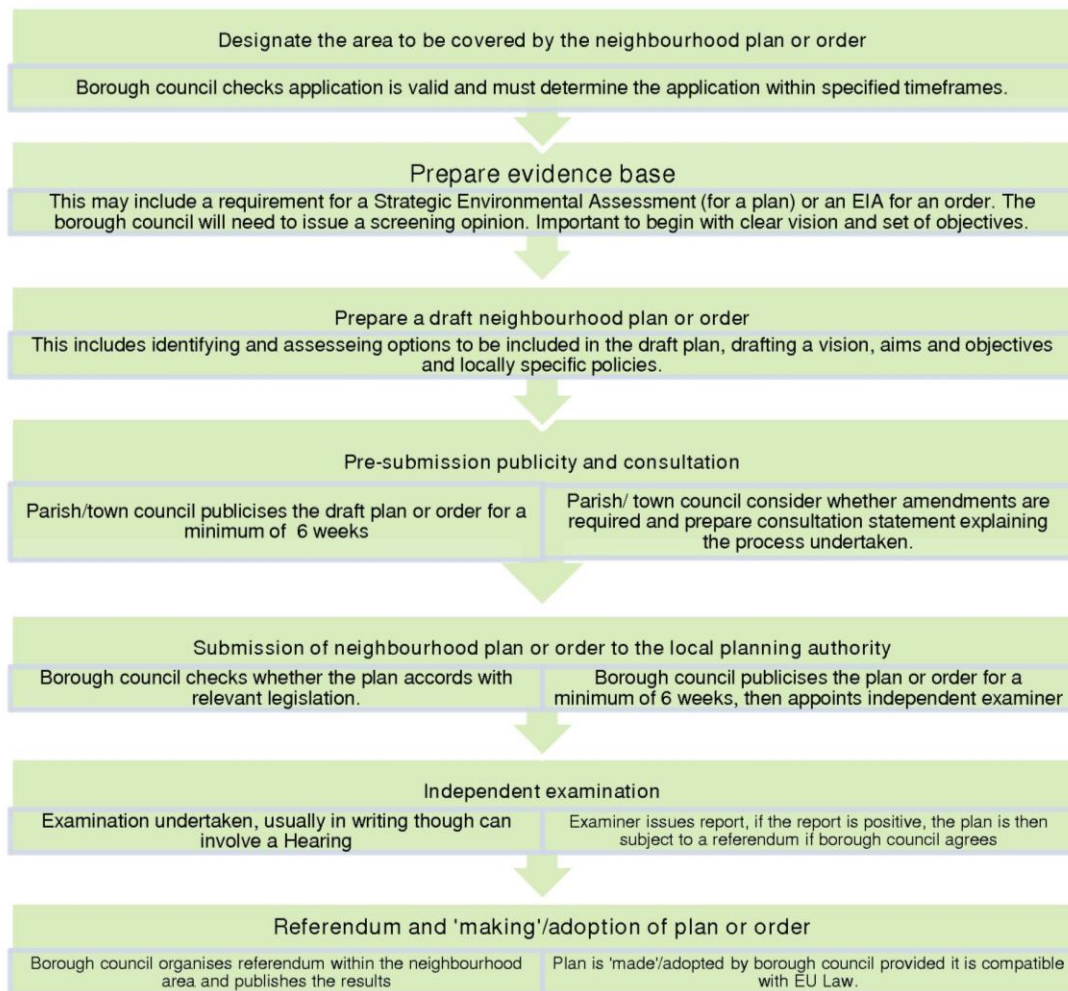 Designate the area to be covered by the neighbourhood plan or order
Borough council checks application is valid and must determine the application within specified timeframes.
Prepare evidence base
This may include a requirement for a Strategic Environmental Assessment (for a plan) or an EIA for an order. The
borough council will need to issue a screening opinion. Important to begin with clear vision and set of objectives.
Prepare a draft neighbourhood plan or order
This includes identifying and assesseing options to be included in the draft plan, drafting a vision, aims and objectives
and locally specific policies.
Pre-submission publicity and consultation
Parish/town council publicises the draft plan or order for a
minimum of 6 weeks
Parish/ town council consider whether amendments are
required and prepare consultation statement explaining
the process undertaken.
Submission of neighbourhood plan or order to the local planning authority
Borough council checks whether the plan accords with
relevant legislation.
Borough council publicises the plan or order for a
minimum of 6 weeks, then appoints independent examiner
Independent examination
Examination undertaken, usually in writing though can
involve a Hearing
Examiner issues report, if the report is positive, the plan is then
subject to a referendum if borough council agrees
Referendum and 'making'/adoption of plan or order
Borough council organises referendum within the neighbourhood
area and publishes the results
Plan is 'made'/adopted by borough council provided it is compatible
with EU Law.